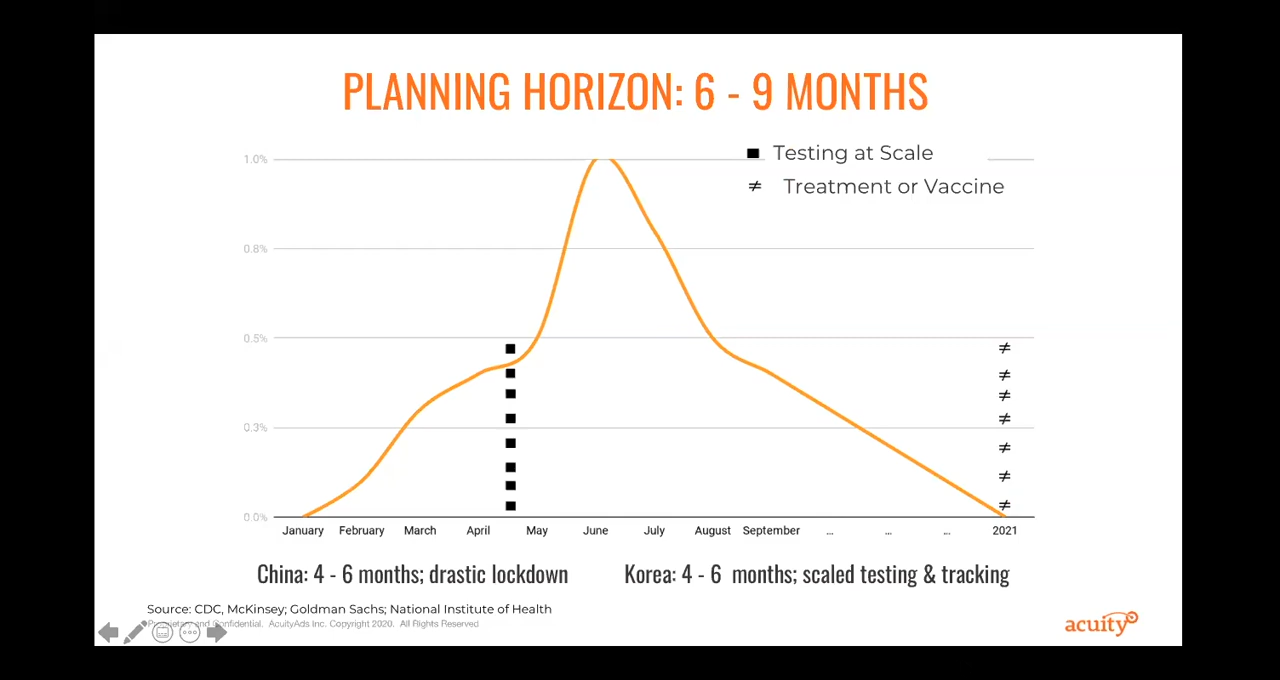 PLANNING HORIZON: 6 - 9 MONTHS
■ Testing at Scale
≠ Treatment or Vaccine
1.0%
0.8%
0.5%
0.3%
0.0%
January February March April May June July August September ... ... ... 2021
China: 4 - 6 months; drastic lockdown
Korea: 4 - 6 months; scaled testing & tracking
Source: CDC, McKinsey; Goldman Sachs; National Institute of Health
Proprietary and Confidential. AcuityAds Inc. Copyright 2020. All Rights Reserved
acuity